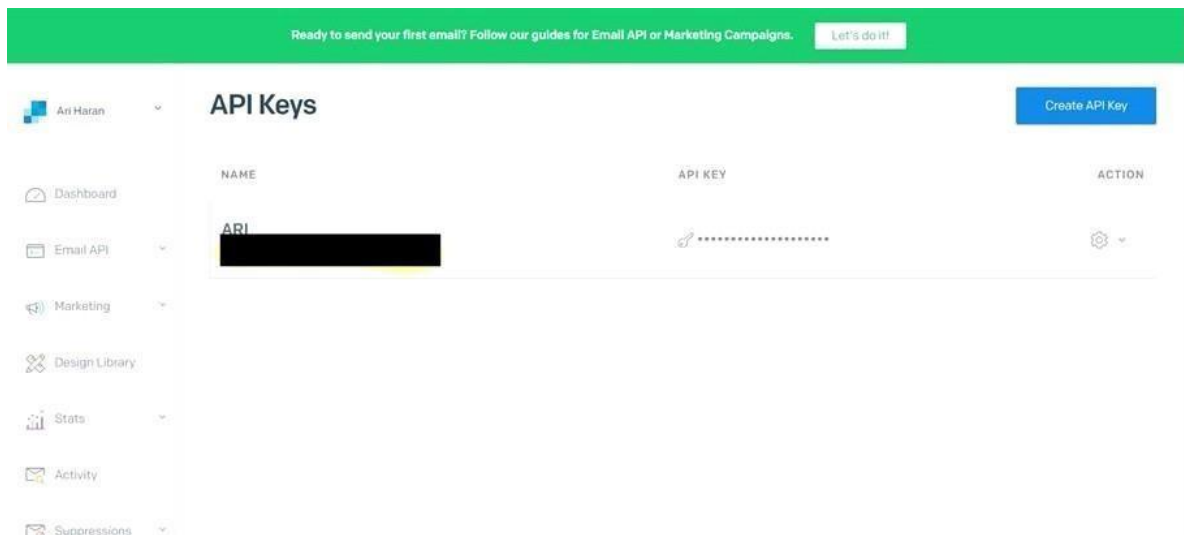 Ready to send your first email? Follow our guides for Email API or Marketing Campaigns. Let's do it!
Ari Haran
API Keys
Create API Key
NAME API KEY ACTION
Dashboard
ARI
••••••••••••••••••••
Email API
Marketing
Design Library
Stats
Activity
Suppressions